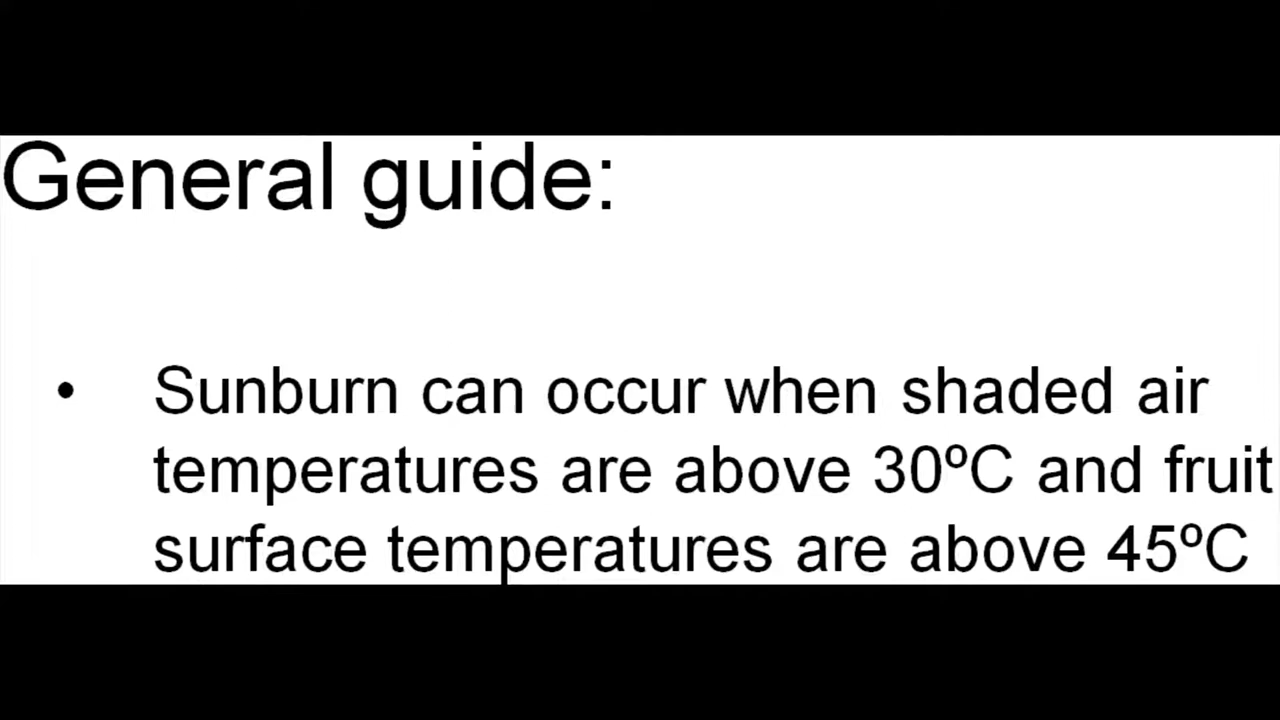 General guide:
• Sunburn can occur when shaded air
temperatures are above 30ºC and fruit
surface temperatures are above 45ºC